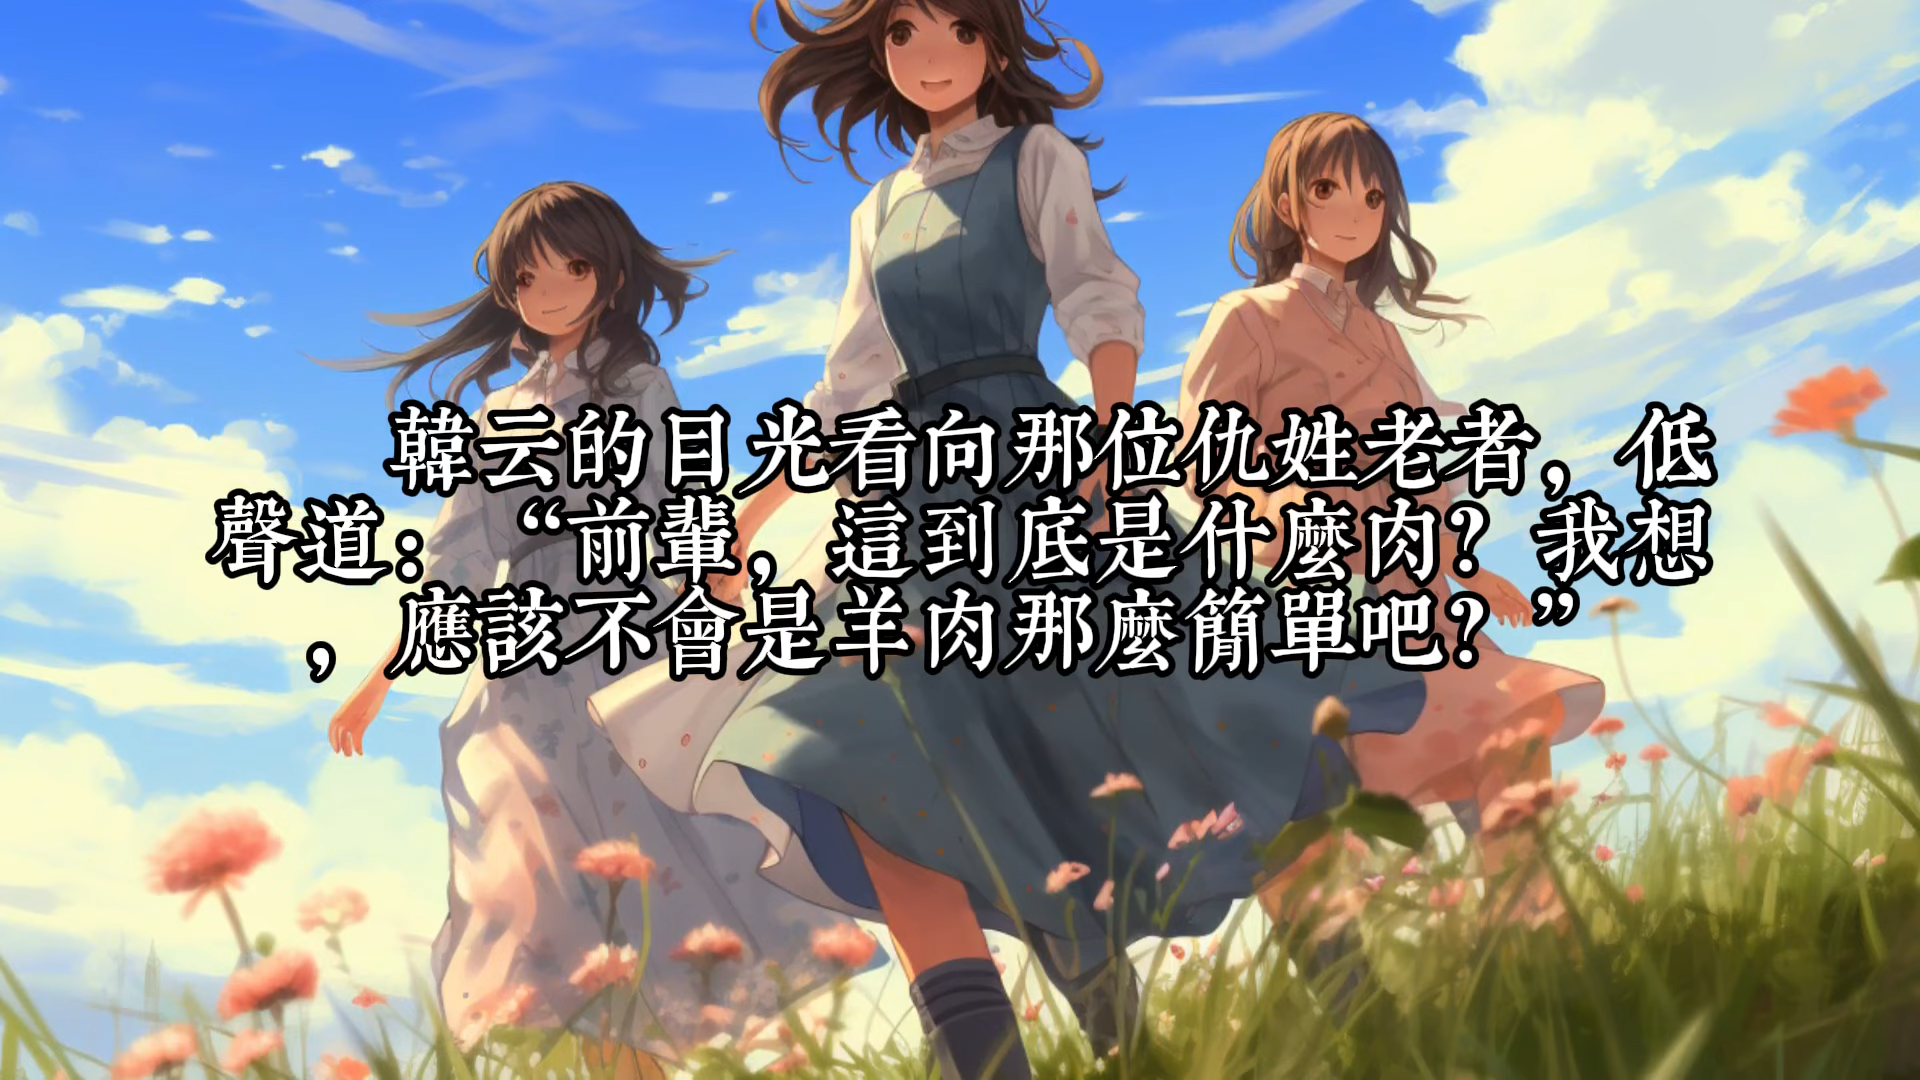 韓云的目光看向那位仇姓老者，低
聲道：“前輩，這到底是什麼肉？我想
，應該不會是羊肉那麼簡單吧？”